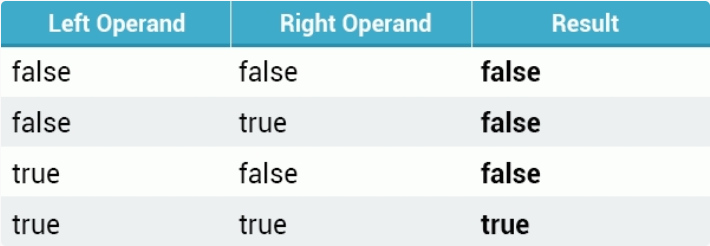 Left Operand Right Operand Result
false false false
false true false
true false false
true true true